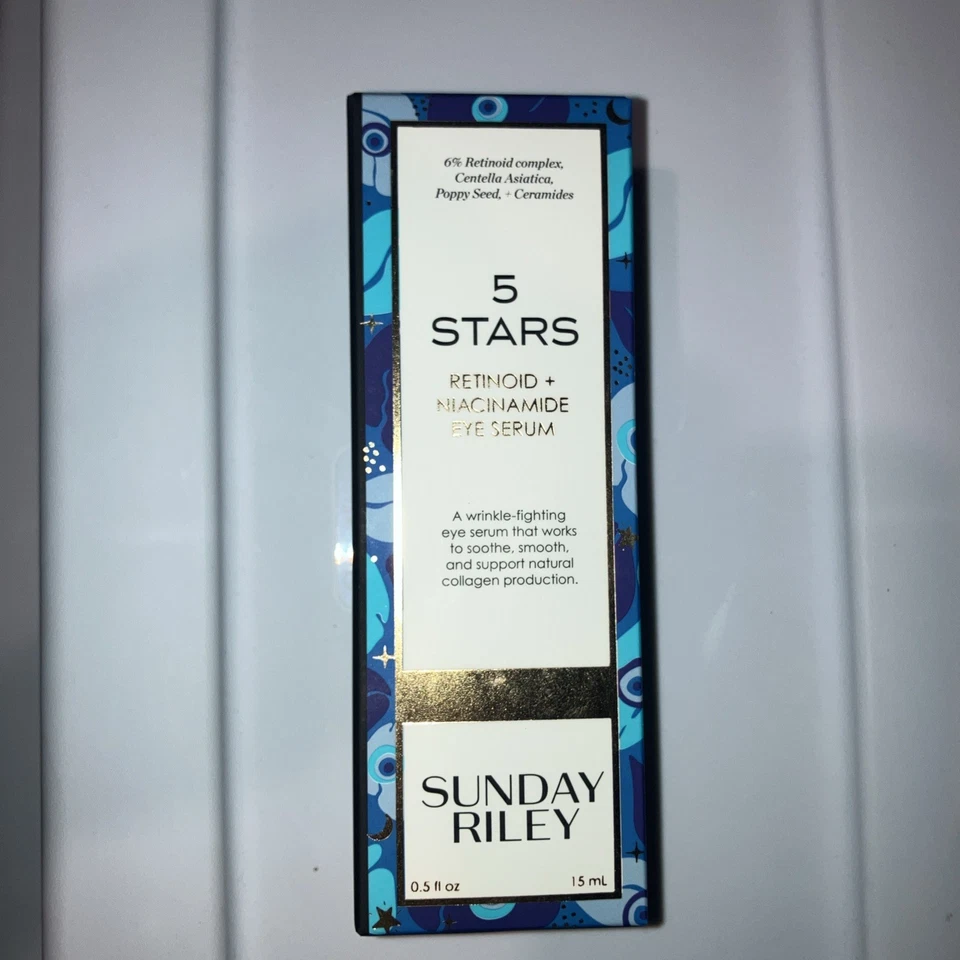 6% Retinoid complex,
Centella Asiatica,
Poppy Seed, + Ceramides
5
STARS
RETINOID +
NIACINAMIDE
EYE SERUM
A wrinkle-fighting
eye serum that works
to soothe, smooth,
and support natural
collagen production.
SUNDAY
RILEY
0.5 fl oz 15 mL